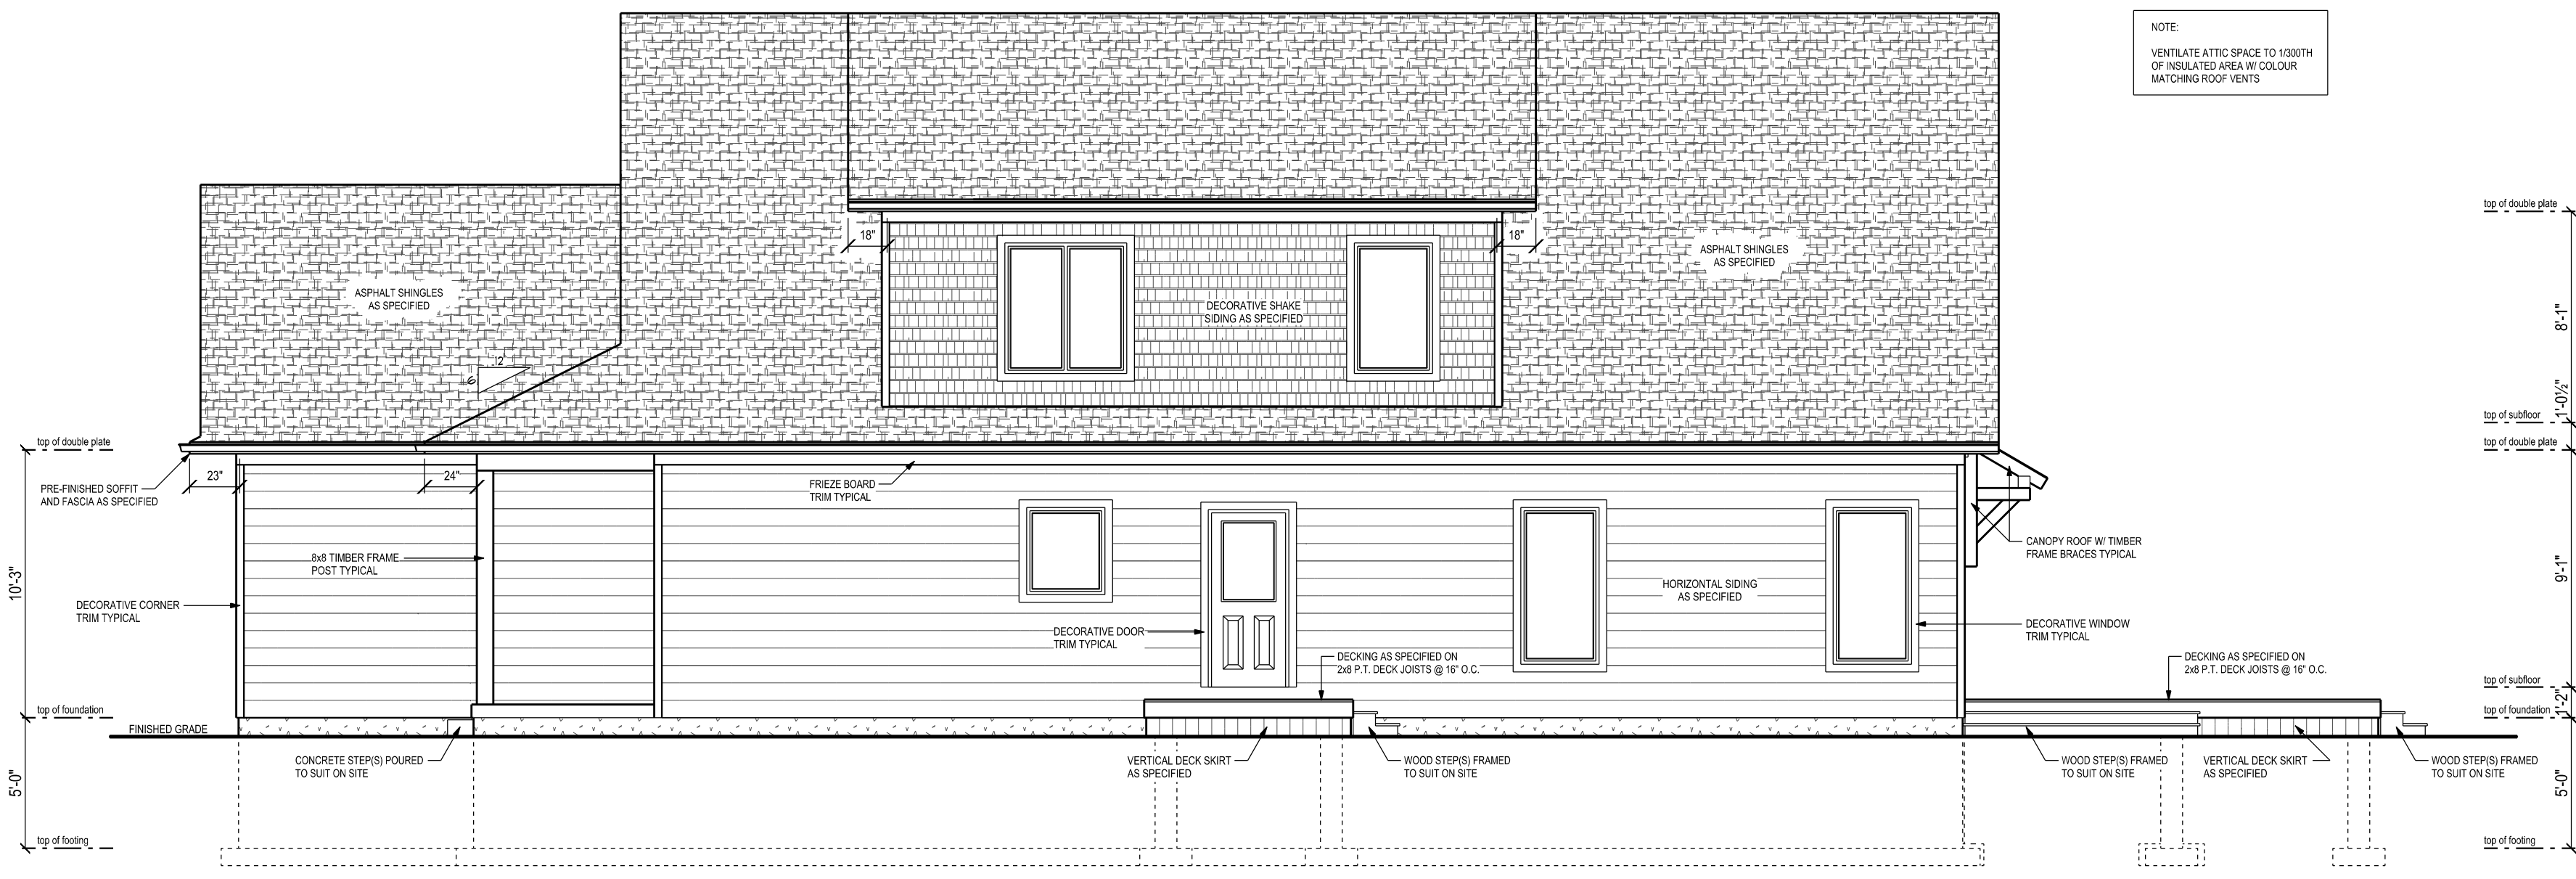 NOTE:
VENTILATE ATTIC SPACE TO 1/300TH
OF INSULATED AREA W/ COLOUR
MATCHING ROOF VENTS
top of double plate
18"
18"
ASPHALT SHINGLES
AS SPECIFIED
ASPHALT SHINGLES
AS SPECIFIED
DECORATIVE SHAKE
SIDING AS SPECIFIED
8'-1"
12
6
1'-0½"
top of subfloor
top of double plate
top of double plate
23"
24"
PRE-FINISHED SOFFIT
AND FASCIA AS SPECIFIED
FRIEZE BOARD
TRIM TYPICAL
8x8 TIMBER FRAME
POST TYPICAL
CANOPY ROOF W/ TIMBER
FRAME BRACES TYPICAL
10'-3"
9'-1"
DECORATIVE CORNER
TRIM TYPICAL
HORIZONTAL SIDING
AS SPECIFIED
DECORATIVE DOOR
TRIM TYPICAL
DECORATIVE WINDOW
TRIM TYPICAL
DECKING AS SPECIFIED ON
2x8 P.T. DECK JOISTS @ 16" O.C.
DECKING AS SPECIFIED ON
2x8 P.T. DECK JOISTS @ 16" O.C.
top of subfloor
1'-2"
top of foundation
top of foundation
FINISHED GRADE
CONCRETE STEP(S) POURED
TO SUIT ON SITE
VERTICAL DECK SKIRT
AS SPECIFIED
WOOD STEP(S) FRAMED
TO SUIT ON SITE
WOOD STEP(S) FRAMED
TO SUIT ON SITE
VERTICAL DECK SKIRT
AS SPECIFIED
WOOD STEP(S) FRAMED
TO SUIT ON SITE
5'-0"
5'-0"
top of footing
top of footing